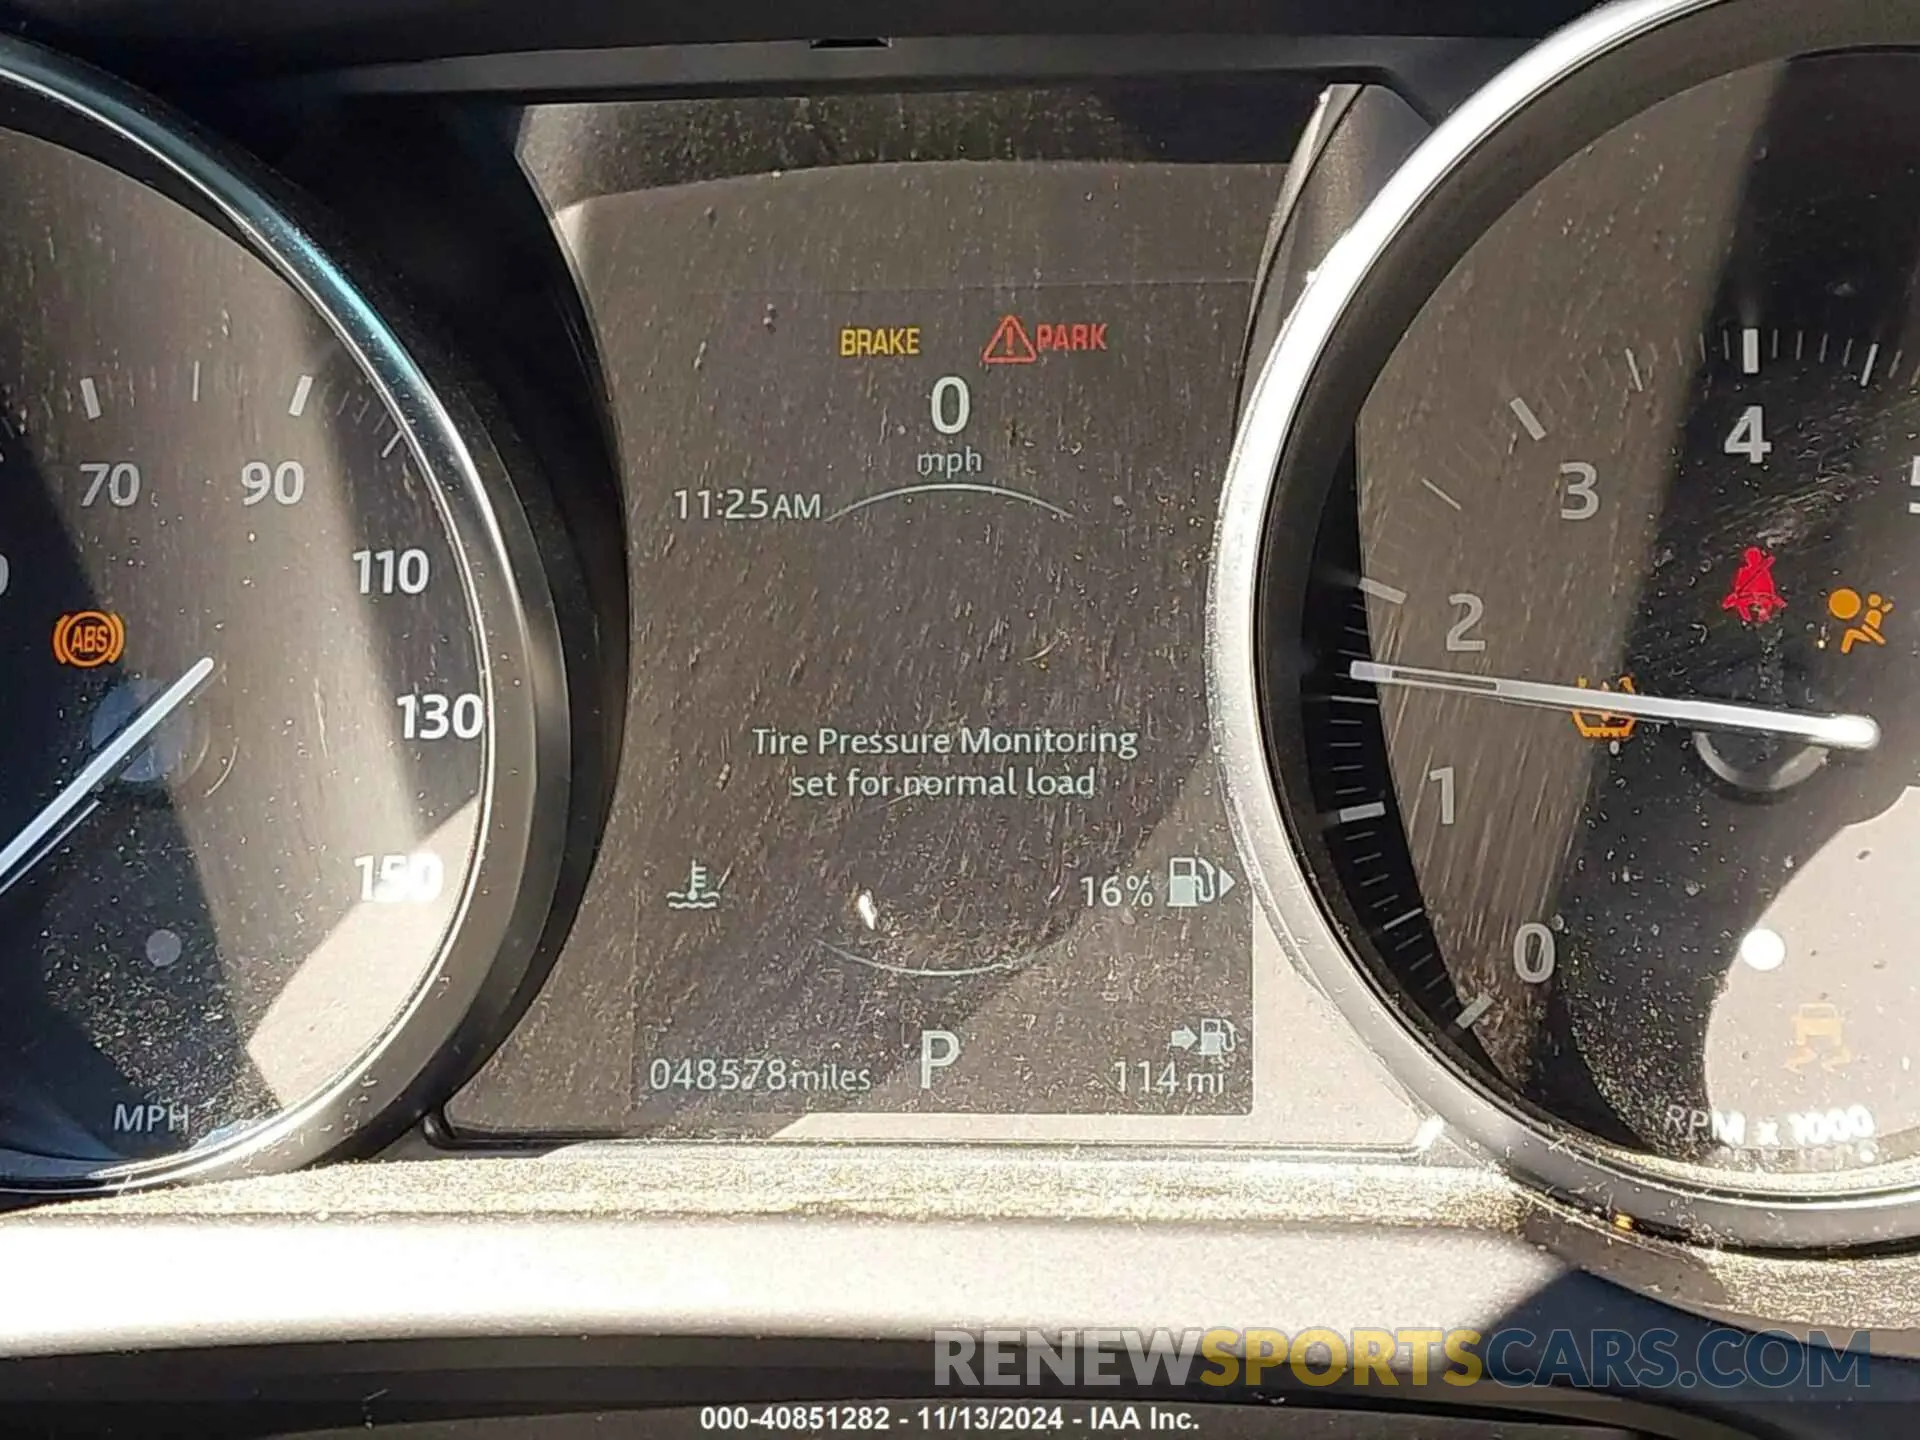 BRAKE
PARK
0
mph
11:25AM
70
90
110
ABS
130
150
MPH
Tire Pressure Monitoring
set for normal load
16%
048578miles
P
114 mi
4
3
2
1
0
RPM x 1000
RENEWSPORTSCARS.COM
000-40851282 - 11/13/2024 - IAA Inc.